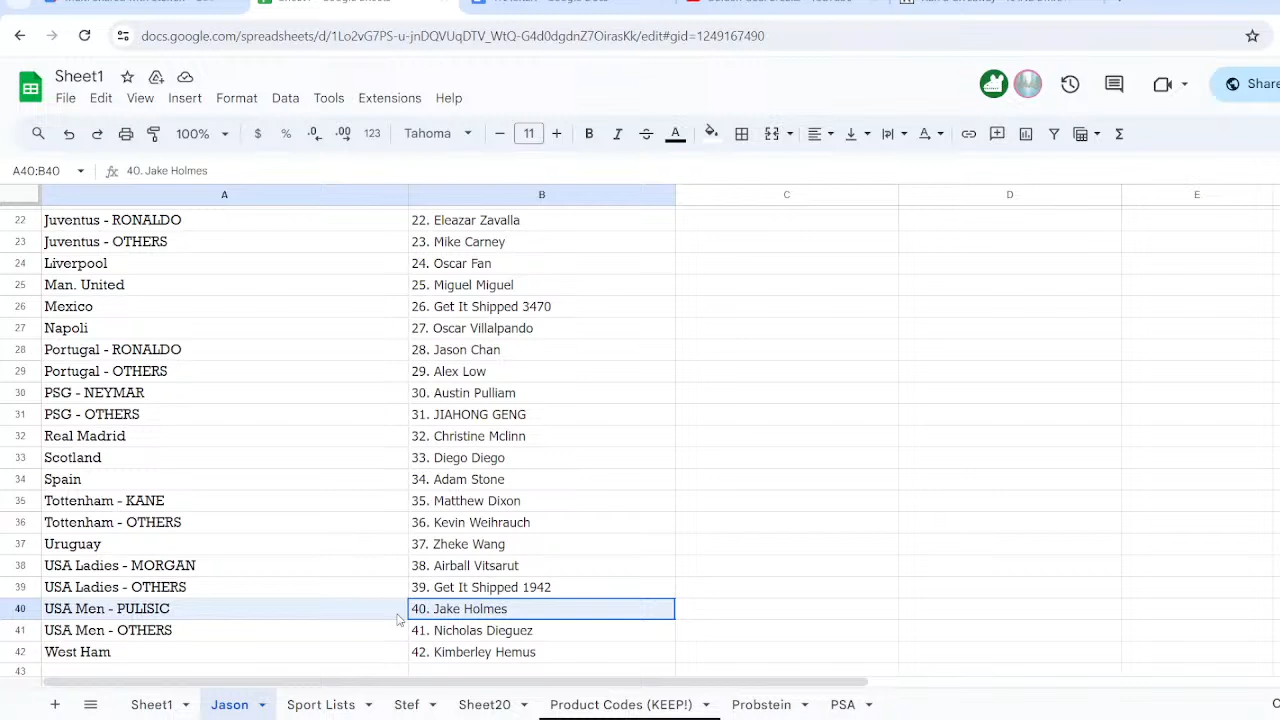 docs.google.com/spreadsheets/d/1Lo2vG7PS-u-jnDQVUqDTV_WtQ-G4d0dgdnZ7OirasKk/edit#gid=1249167490
Sheet1
File Edit View Insert Format Data Tools Extensions Help
Share
100% $ % .0 .00 123 Tahoma 11 B I A
A40:B40 fx 40. Jake Holmes
A B C D E
22 Juventus - RONALDO 22. Eleazar Zavalla
23 Juventus - OTHERS 23. Mike Carney
24 Liverpool 24. Oscar Fan
25 Man. United 25. Miguel Miguel
26 Mexico 26. Get It Shipped 3470
27 Napoli 27. Oscar Villalpando
28 Portugal - RONALDO 28. Jason Chan
29 Portugal - OTHERS 29. Alex Low
30 PSG - NEYMAR 30. Austin Pulliam
31 PSG - OTHERS 31. JIAHONG GENG
32 Real Madrid 32. Christine Mclinn
33 Scotland 33. Diego Diego
34 Spain 34. Adam Stone
35 Tottenham - KANE 35. Matthew Dixon
36 Tottenham - OTHERS 36. Kevin Weihrauch
37 Uruguay 37. Zheke Wang
38 USA Ladies - MORGAN 38. Airball Vitsarut
39 USA Ladies - OTHERS 39. Get It Shipped 1942
40 USA Men - PULISIC 40. Jake Holmes
41 USA Men - OTHERS 41. Nicholas Dieguez
42 West Ham 42. Kimberley Hemus
43
Sheet1 Jason Sport Lists Stef Sheet20 Product Codes (KEEP!) Probstein PSA